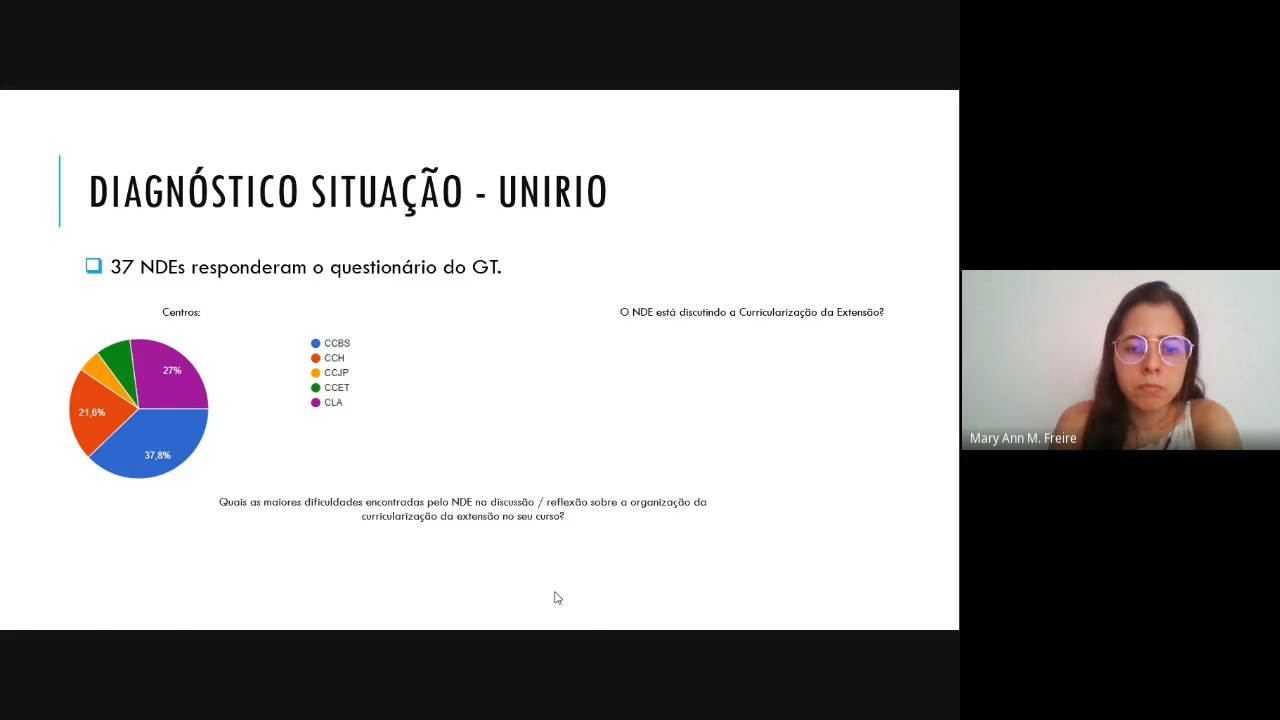 DIAGNÓSTICO SITUAÇÃO - UNIRIO
37 NDEs responderam o questionário do GT.
Centros:
O NDE está discutindo a Curricularização da Extensão?
27%
21,6%
37,8%
CCBS
CCH
CCJP
CCET
CLA
Quais as maiores dificuldades encontradas pelo NDE na discussão / reflexão sobre a organização da
curricularização da extensão no seu curso?
Mary Ann M. Freire